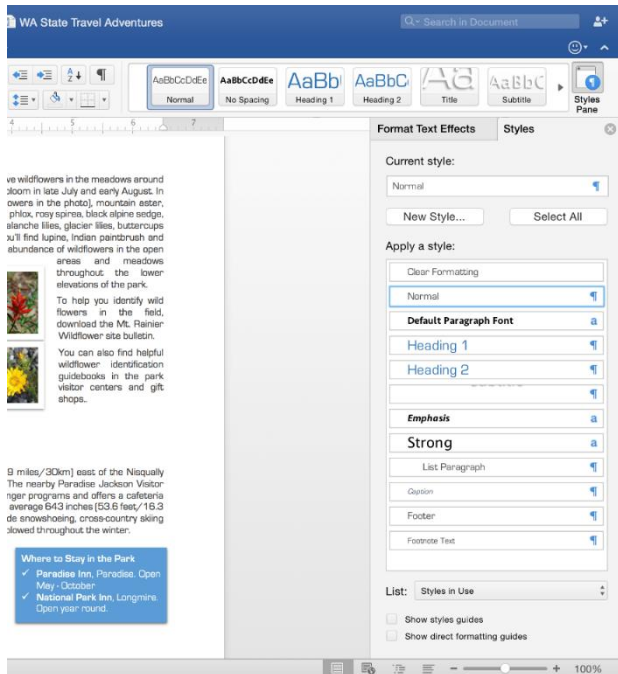 WA State Travel Adventures
Search in Document
AaBbCcDdEe
Normal
AaBbCcDdEe
No Spacing
AaBb
Heading 1
AaBbC
Heading 2
AaB
Title
AaBbC
Subtitle
Styles
Pane
4 5 6 7
Format Text Effects
Styles
Current style:
Normal
New Style...
Select All
Apply a style:
Clear Formatting
Normal
Default Paragraph Font
a
Heading 1
Heading 2
Emphasis
a
Strong
a
List Paragraph
Caption
Footer
Footnote Text
List: Styles in Use
Show styles guides
Show direct formatting guides
ve wildflowers in the meadows around
bloom in late July and early August. In
owers in the photo), mountain aster,
phlox, rosy spirea, black alpine sedge,
alanche lilies, glacier lilies, buttercups
ou'll find lupine, Indian paintbrush and
abundance of wildflowers in the open
areas and meadows
throughout the lower
elevations of the park.
To help you identify wild
flowers in the field,
download the Mt. Rainier
Wildflower site bulletin.
You can also find helpful
wildflower identification
guidebooks in the park
visitor centers and gift
shops..
9 miles/30km) east of the Nisqually
The nearby Paradise Jackson Visitor
nger programs and offers a cafeteria
average 643 inches (53.6 feet/16.3
de snowshoeing, cross-country skiing
plowed throughout the winter.
Where to Stay in the Park
✓ Paradise Inn, Paradise. Open
May - October
✓ National Park Inn, Longmire.
Open year round.
100%